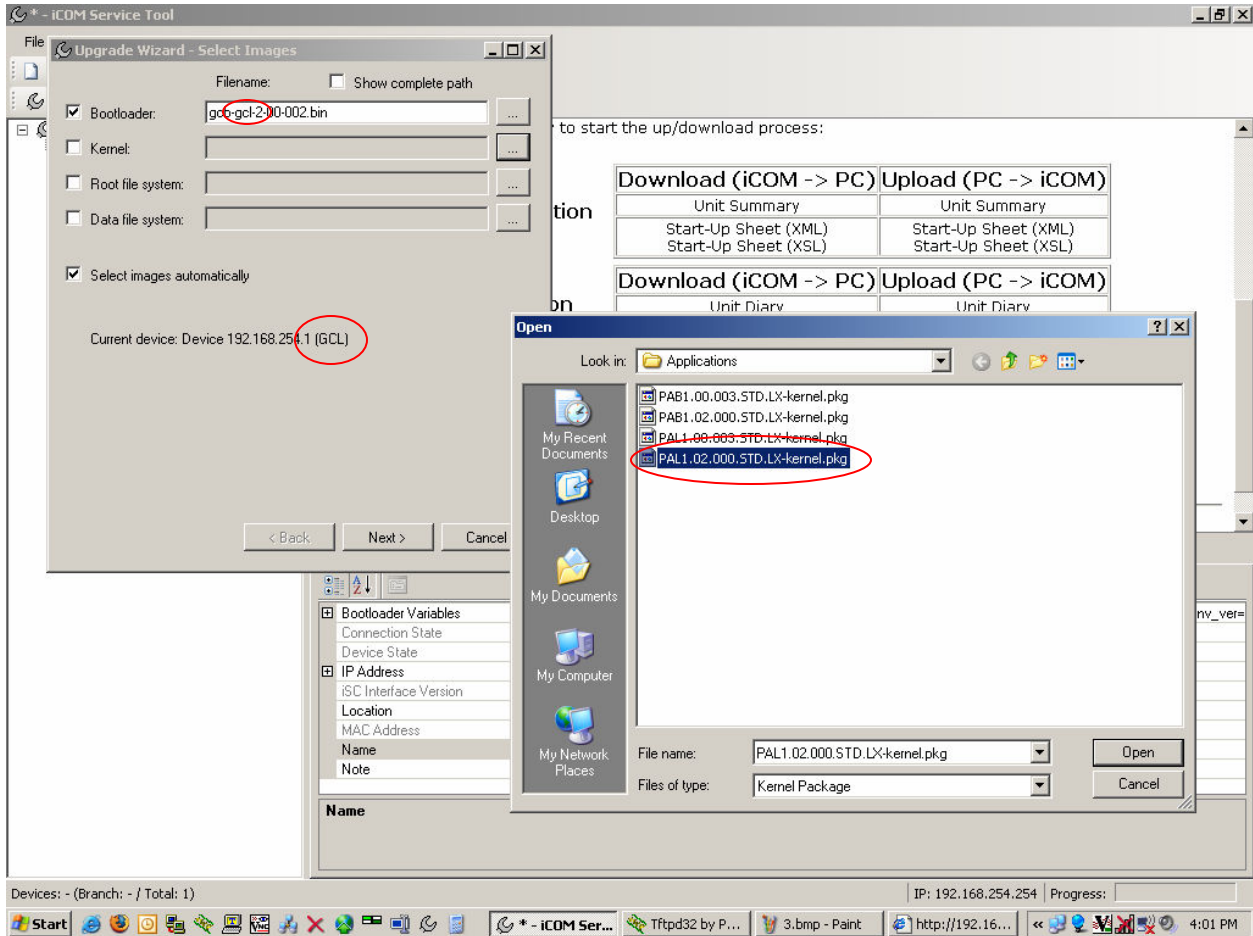 * - iCOM Service Tool
File
Upgrade Wizard - Select Images
Filename:
Show complete path
Bootloader:
gcb-gcl-2-00-002.bin
...
Kernel:
...
Root file system:
...
Data file system:
...
Select images automatically
Current device: Device 192.168.254.1 (GCL)
< Back
Next >
Cancel
to start the up/download process:
Download (iCOM -> PC)
Upload (PC -> iCOM)
tion
Unit Summary
Unit Summary
Start-Up Sheet (XML)
Start-Up Sheet (XSL)
Start-Up Sheet (XML)
Start-Up Sheet (XSL)
Download (iCOM -> PC)
Upload (PC -> iCOM)
on
Unit Diary
Unit Diary
Open
Look in:
Applications
My Recent Documents
Desktop
My Documents
My Computer
My Network Places
PAB1.00.003.STD.LX-kernel.pkg
PAB1.02.000.STD.LX-kernel.pkg
PAL1.00.003.STD.LX-kernel.pkg
PAL1.02.000.STD.LX-kernel.pkg
File name:
PAL1.02.000.STD.LX-kernel.pkg
Open
Files of type:
Kernel Package
Cancel
Bootloader Variables
nv_ver=
Connection State
Device State
IP Address
iSC Interface Version
Location
MAC Address
Name
Note
Name
Devices: - (Branch: - / Total: 1)
IP: 192.168.254.254
Progress:
Start
* - iCOM Ser...
Tftpd32 by P...
3.bmp - Paint
http://192.16...
«
4:01 PM